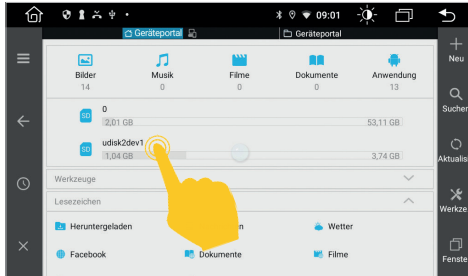 09:01
Geräteportal
Geräteportal
Neu
Bilder
Musik
Filme
Dokumente
Anwendung
14
0
0
0
13
Suchen
0
2,01 GB
53,11 GB
udisk2dev1
1,04 GB
3,74 GB
Aktualis
Werkzeuge
Lesezeichen
Werkze
Heruntergeladen
en
Wetter
Facebook
Dokumente
Filme
Fenste